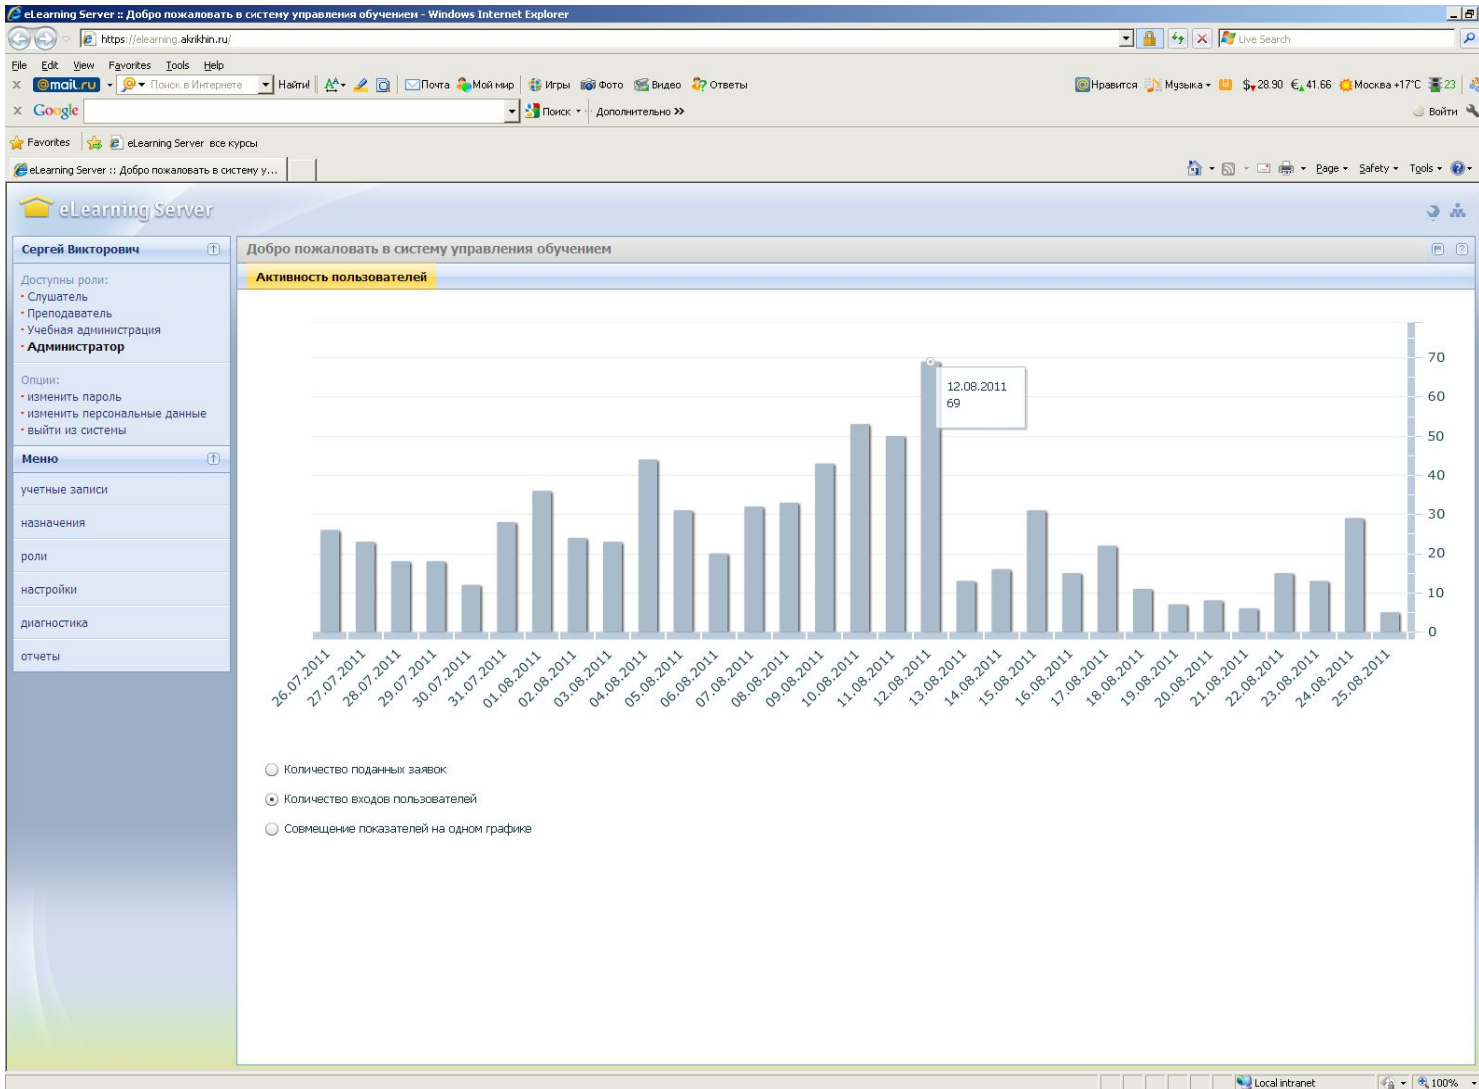 eLearning Server :: Добро пожаловать в систему управления обучением - Windows Internet Explorer
https://elearning.akrikhin.ru/
Live Search
File Edit View Favorites Tools Help
x @mail.ru Поиск в Интернете Найти! Почта Мой мир Игры Фото Видео Ответы Нравится Музыка $▼28.90 €▲41.66 Москва +17°C 23
x Google Поиск Дополнительно >>  Войти
Favorites eLearning Server все курсы
eLearning Server :: Добро пожаловать в систему у... Page Safety Tools
eLearning Server
Сергей Викторович
Доступны роли:
Слушатель
Преподаватель
Учебная администрация
Администратор
Опции:
изменить пароль
изменить персональные данные
выйти из системы
Меню
учетные записи
назначения
роли
настройки
диагностика
отчеты
Добро пожаловать в систему управления обучением
Активность пользователей
12.08.2011
69
70
60
50
40
30
20
10
0
26.07.2011 27.07.2011 28.07.2011 29.07.2011 30.07.2011 31.07.2011 01.08.2011 02.08.2011 03.08.2011 04.08.2011 05.08.2011 06.08.2011 07.08.2011 08.08.2011 09.08.2011 10.08.2011 11.08.2011 12.08.2011 13.08.2011 14.08.2011 15.08.2011 16.08.2011 17.08.2011 18.08.2011 19.08.2011 20.08.2011 21.08.2011 22.08.2011 23.08.2011 24.08.2011 25.08.2011
Количество поданных заявок
Количество входов пользователей
Совмещение показателей на одном графике
Local intranet 100%